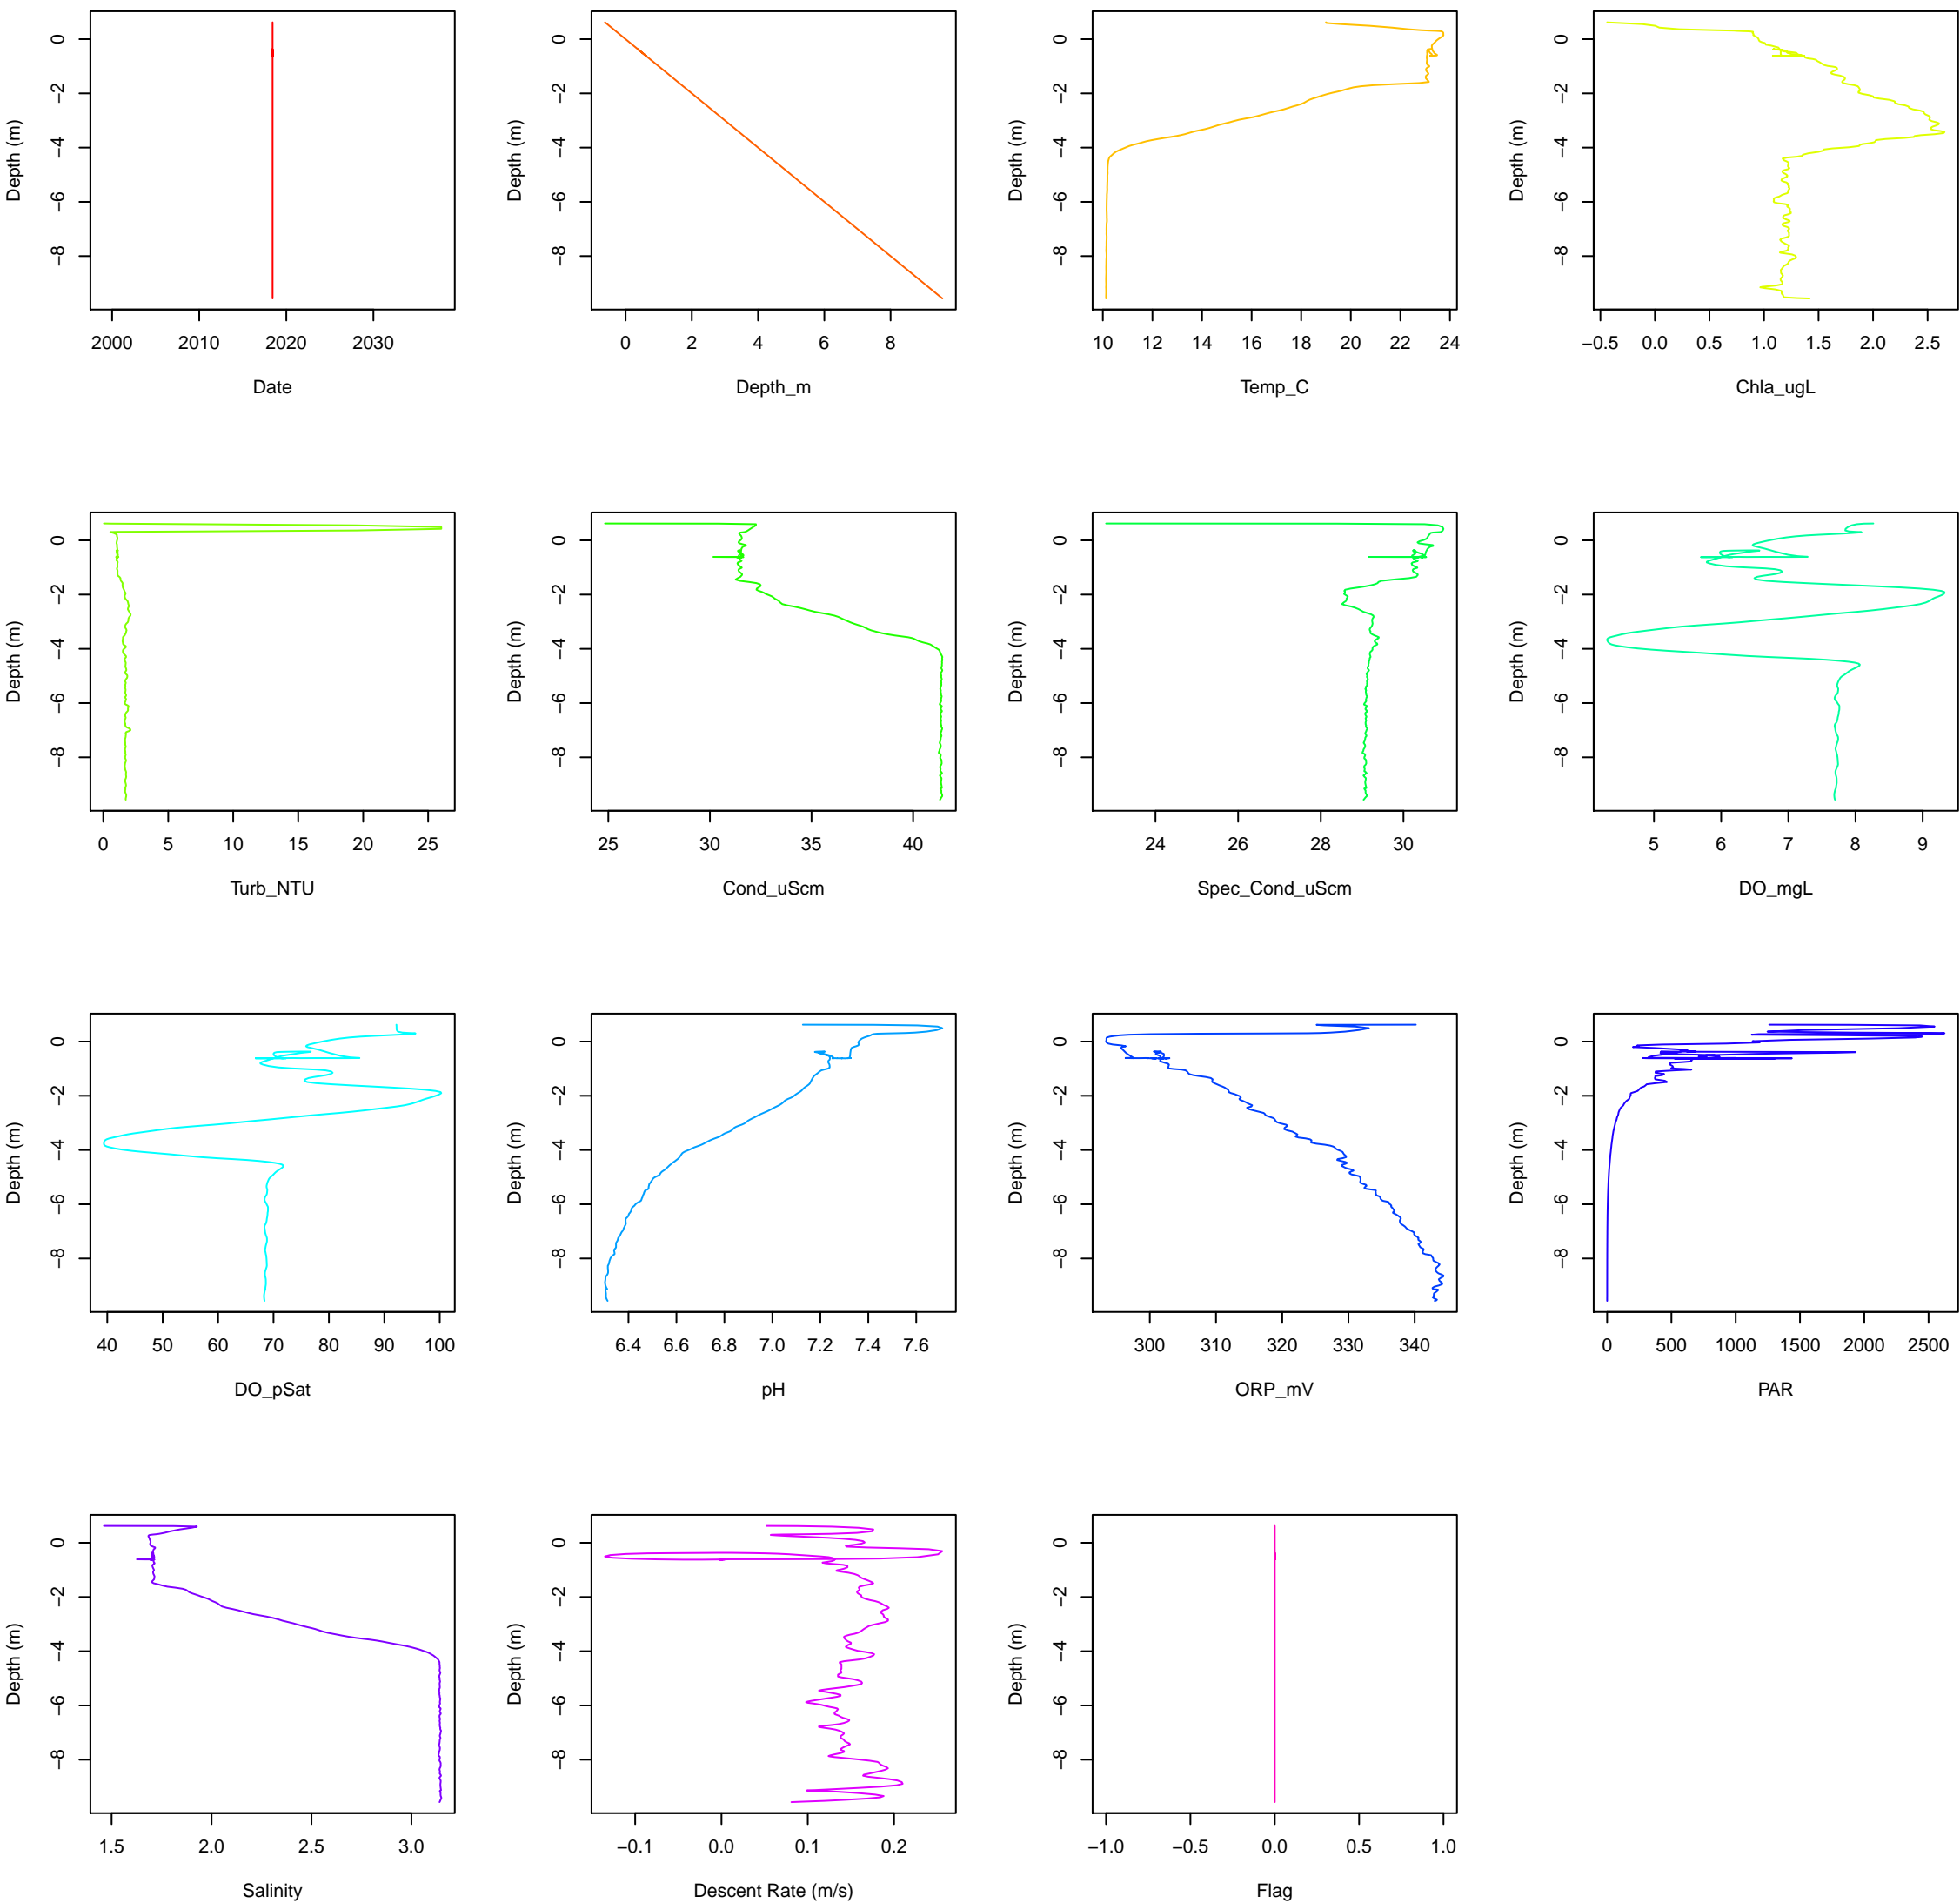 0 0 0 0
−2 −2 −2 −2
Depth (m) Depth (m) Depth (m) Depth (m)
−4 −4 −4 −4
−6 −6 −6 −6
−8 −8 −8 −8
2000 2010 2020 2030 0 2 4 6 8 10 12 14 16 18 20 22 24 −0.5 0.0 0.5 1.0 1.5 2.0 2.5
Date Depth_m Temp_C Chla_ugL
0 0 0 0
−2 −2 −2 −2
Depth (m) Depth (m) Depth (m) Depth (m)
−4 −4 −4 −4
−6 −6 −6 −6
−8 −8 −8 −8
0 5 10 15 20 25 25 30 35 40 24 26 28 30 5 6 7 8 9
Turb_NTU Cond_uScm Spec_Cond_uScm DO_mgL
0 0 0 0
−2 −2 −2 −2
Depth (m) Depth (m) Depth (m) Depth (m)
−4 −4 −4 −4
−6 −6 −6 −6
−8 −8 −8 −8
40 50 60 70 80 90 100 6.4 6.6 6.8 7.0 7.2 7.4 7.6 300 310 320 330 340 0 500 1000 1500 2000 2500
DO_pSat pH ORP_mV PAR
0 0 0
−2 −2 −2
Depth (m) Depth (m) Depth (m)
−4 −4 −4
−6 −6 −6
−8 −8 −8
1.5 2.0 2.5 3.0 −0.1 0.0 0.1 0.2 −1.0 −0.5 0.0 0.5 1.0
Salinity Descent Rate (m/s) Flag